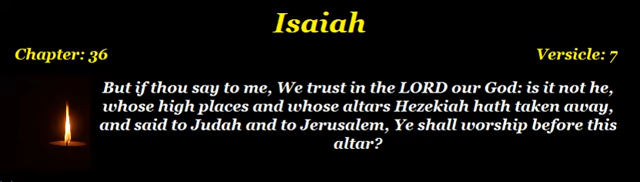 Isaiah
Chapter: 36
Versicle: 7
But if thou say to me, We trust in the LORD our God: is it not he,
whose high places and whose altars Hezekiah hath taken away,
and said to Judah and to Jerusalem, Ye shall worship before this
altar?